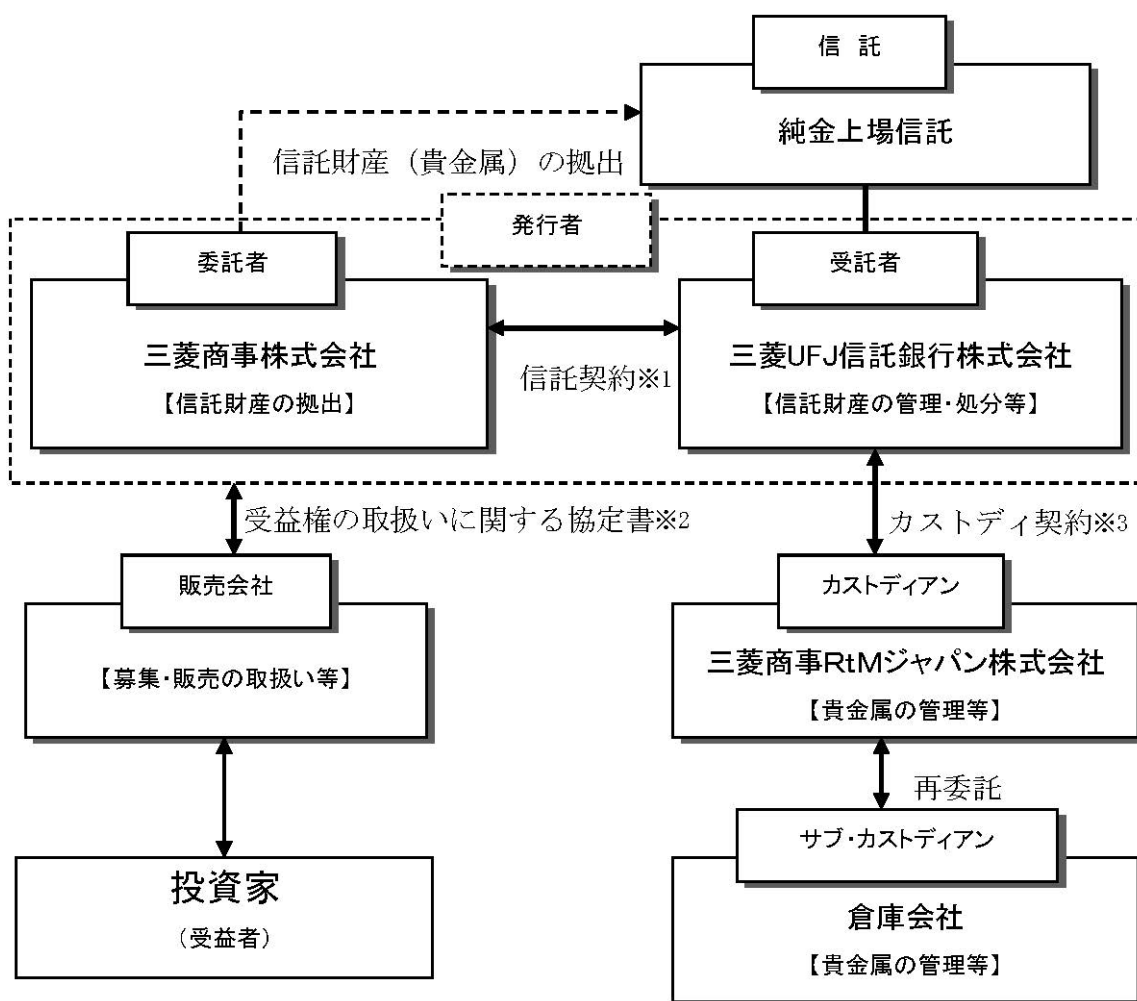 信 託
純金上場信託
信託財産（貴金属）の拠出
発行者
委託者
受託者
三菱商事株式会社
【信託財産の拠出】
信託契約※1
三菱UFJ信託銀行株式会社
【信託財産の管理・処分等】
受益権の取扱いに関する協定書※2
カストディ契約※3
販売会社
【募集・販売の取扱い等】
カストディアン
三菱商事RtMジャパン株式会社
【貴金属の管理等】
再委託
投資家
（受益者）
サブ・カストディアン
倉庫会社
【貴金属の管理等】